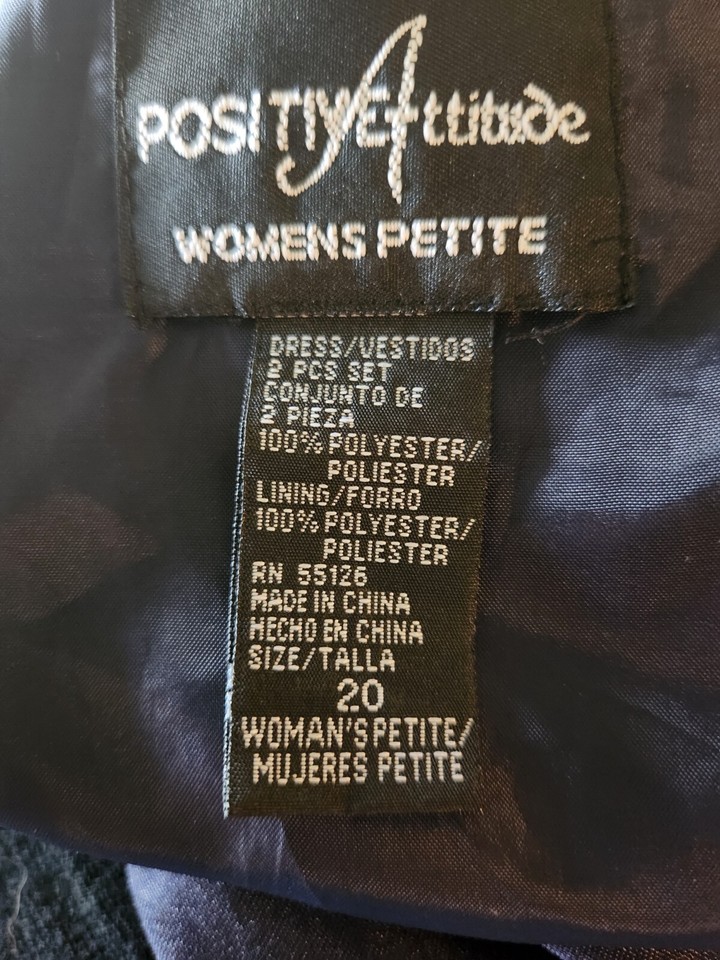 POSITIVE Attitude
WOMENS PETITE
DRESS/VESTIDOS
2 PCS SET
CONJUNTO DE
2 PIEZA
100% POLYESTER/
POLIESTER
LINING/FORRO
100% POLYESTER/
POLIESTER
RN 55126
MADE IN CHINA
HECHO EN CHINA
SIZE/TALLA
20
WOMAN'S PETITE/
MUJERES PETITE